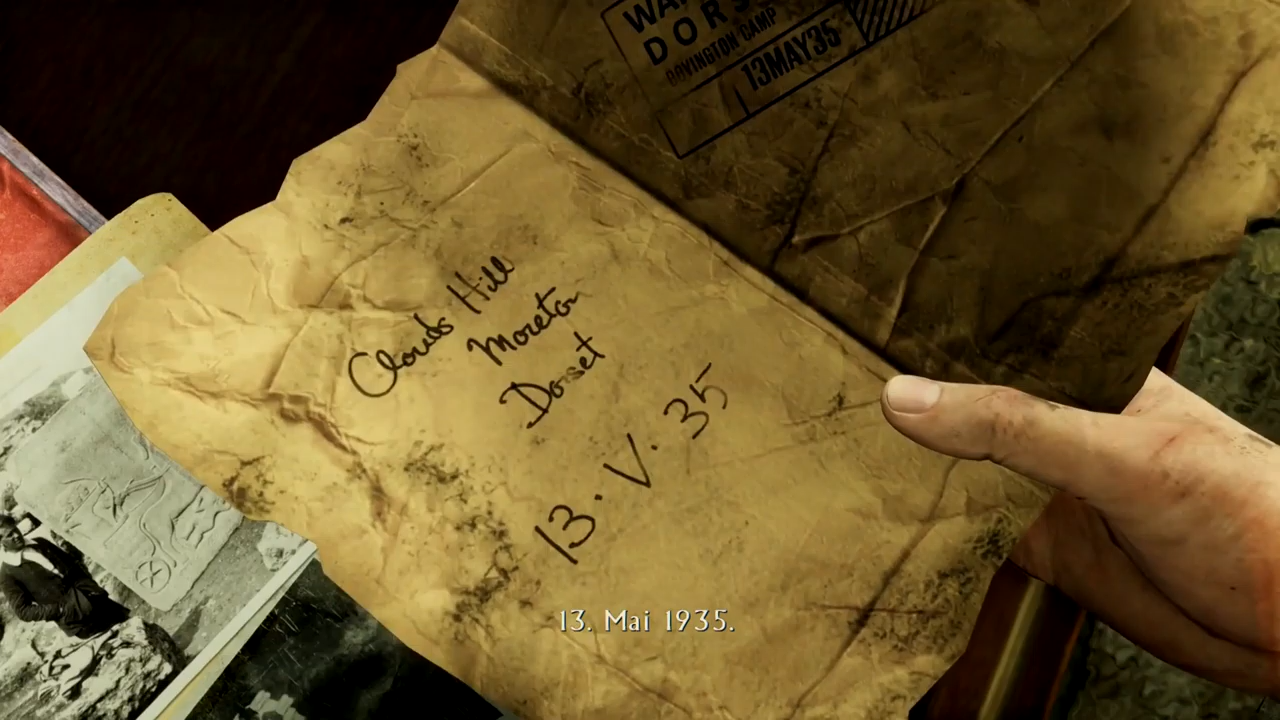 DORS
BOVINGTON CAMP
13MAY35
Clouds Hill
Moreton
Dorset
13. V. 35
13. Mai 1935.